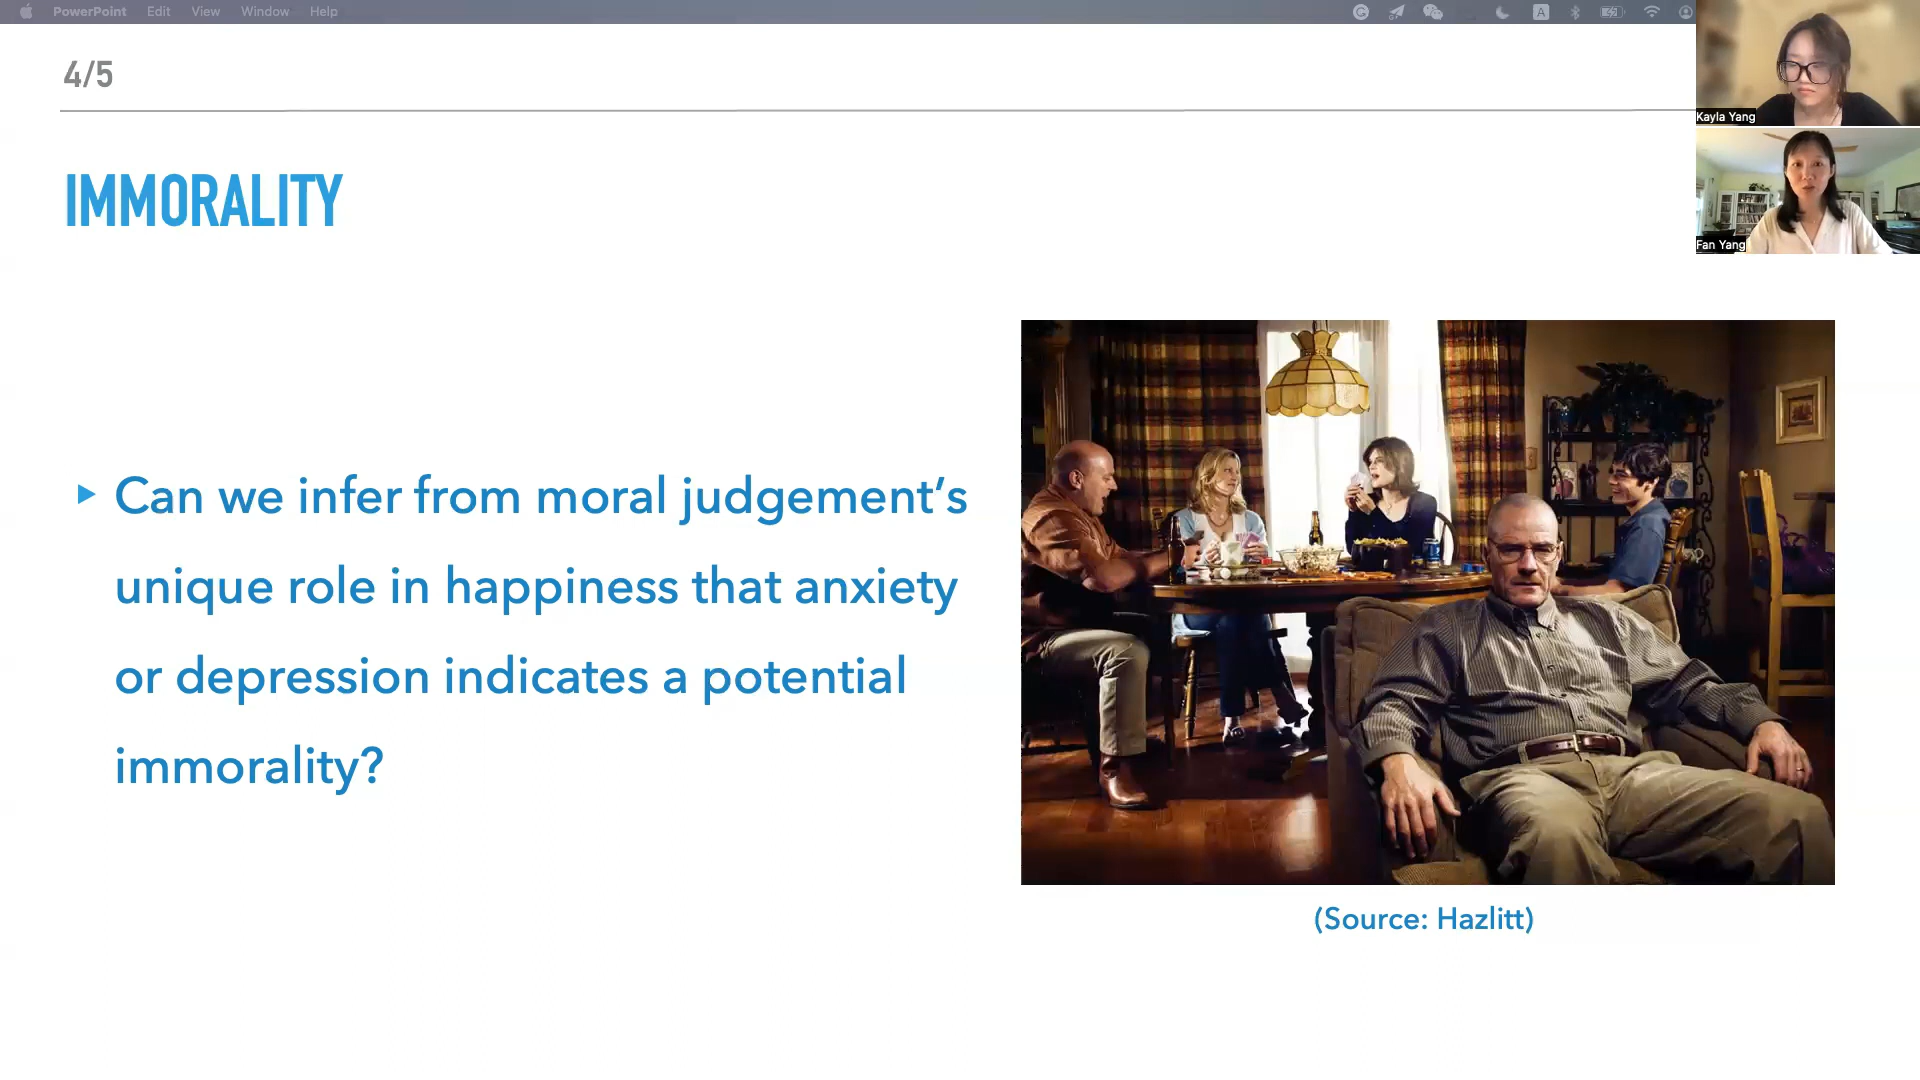 PowerPoint Edit View Window Help
A
4/5
Kayla Yang
Fan Yang
IMMORALITY
Can we infer from moral judgement’s
unique role in happiness that anxiety
or depression indicates a potential
immorality?
(Source: Hazlitt)